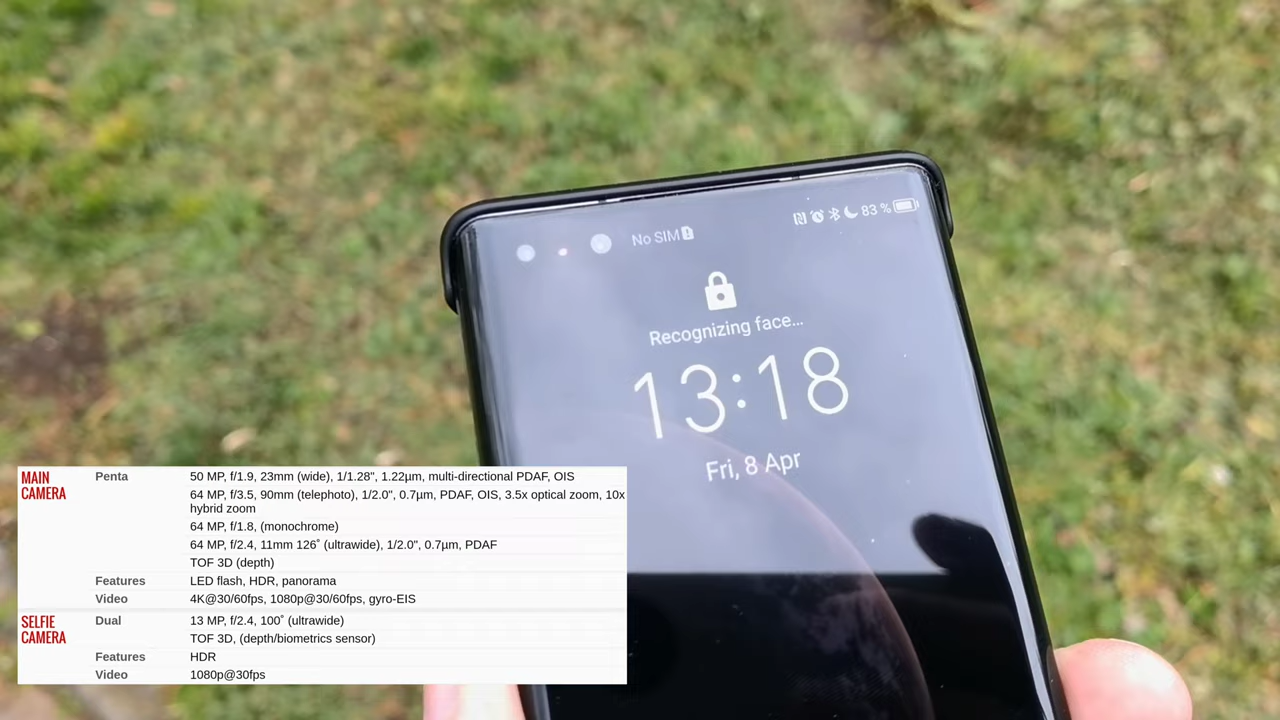 No SIM
83 %
Recognizing face...
13:18
Fri, 8 Apr
MAIN CAMERA
Penta
50 MP, f/1.9, 23mm (wide), 1/1.28", 1.22µm, multi-directional PDAF, OIS
64 MP, f/3.5, 90mm (telephoto), 1/2.0", 0.7µm, PDAF, OIS, 3.5x optical zoom, 10x
hybrid zoom
64 MP, f/1.8, (monochrome)
64 MP, f/2.4, 11mm 126˚ (ultrawide), 1/2.0", 0.7µm, PDAF
TOF 3D (depth)
Features
LED flash, HDR, panorama
Video
4K@30/60fps, 1080p@30/60fps, gyro-EIS
SELFIE CAMERA
Dual
13 MP, f/2.4, 100˚ (ultrawide)
TOF 3D, (depth/biometrics sensor)
Features
HDR
Video
1080p@30fps